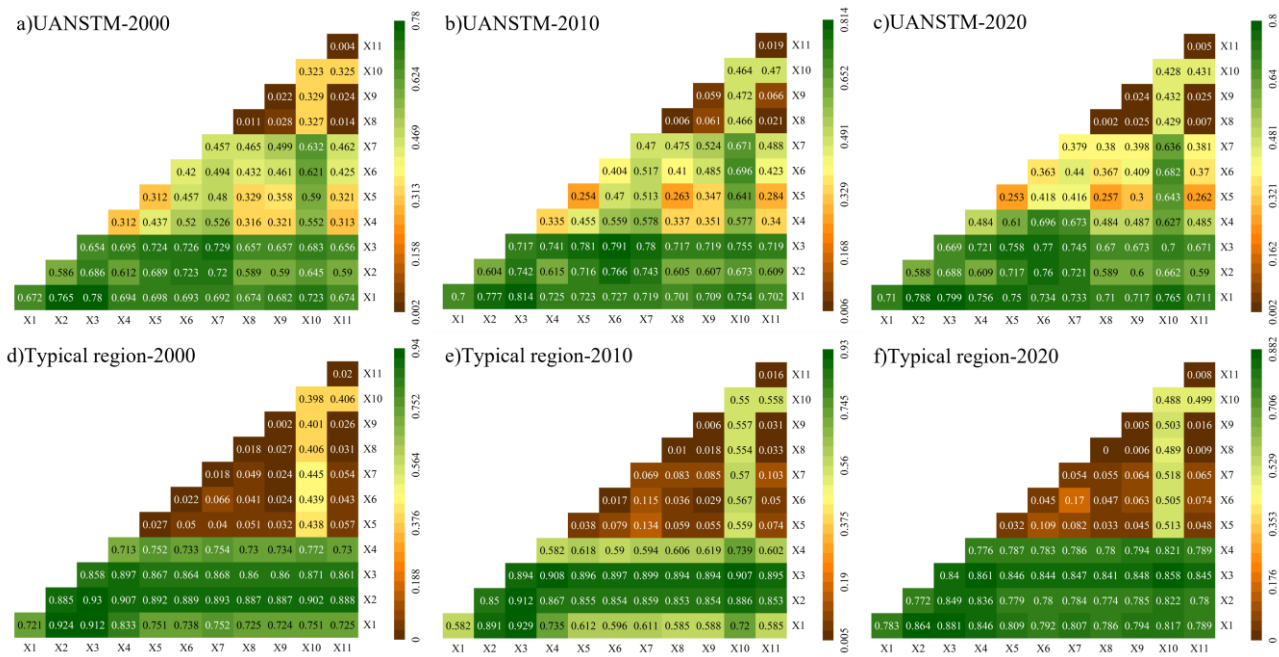 a)UANSTM-2000
0.004 X11
0.323 0.325 X10
0.022 0.329 0.024 X9
0.011 0.028 0.327 0.014 X8
0.457 0.465 0.499 0.632 0.462 X7
0.42 0.494 0.432 0.461 0.621 0.425 X6
0.312 0.457 0.48 0.329 0.358 0.59 0.321 X5
0.312 0.437 0.52 0.526 0.316 0.321 0.552 0.313 X4
0.654 0.695 0.724 0.726 0.729 0.657 0.657 0.683 0.656 X3
0.586 0.686 0.612 0.689 0.723 0.72 0.589 0.59 0.645 0.59 X2
0.672 0.765 0.78 0.694 0.698 0.693 0.692 0.674 0.682 0.723 0.674 X1
X1 X2 X3 X4 X5 X6 X7 X8 X9 X10 X11
0.78
0.624
0.469
0.313
0.158
0.002
b)UANSTM-2010
0.019 X11
0.464 0.47 X10
0.059 0.472 0.066 X9
0.006 0.061 0.466 0.021 X8
0.47 0.475 0.524 0.671 0.488 X7
0.404 0.517 0.41 0.485 0.696 0.423 X6
0.254 0.47 0.513 0.263 0.347 0.641 0.284 X5
0.335 0.455 0.559 0.578 0.337 0.351 0.577 0.34 X4
0.717 0.741 0.781 0.791 0.78 0.717 0.719 0.755 0.719 X3
0.604 0.742 0.615 0.716 0.766 0.743 0.605 0.607 0.673 0.609 X2
0.7 0.777 0.814 0.725 0.723 0.727 0.719 0.701 0.709 0.754 0.702 X1
X1 X2 X3 X4 X5 X6 X7 X8 X9 X10 X11
0.814
0.652
0.491
0.329
0.168
0.006
c)UANSTM-2020
0.005 X11
0.428 0.431 X10
0.024 0.432 0.025 X9
0.002 0.025 0.429 0.007 X8
0.379 0.38 0.398 0.636 0.381 X7
0.363 0.44 0.367 0.409 0.682 0.37 X6
0.253 0.418 0.416 0.257 0.3 0.643 0.262 X5
0.484 0.61 0.696 0.673 0.484 0.487 0.627 0.485 X4
0.669 0.721 0.758 0.77 0.745 0.67 0.673 0.7 0.671 X3
0.588 0.688 0.609 0.717 0.76 0.721 0.589 0.6 0.662 0.59 X2
0.71 0.788 0.799 0.756 0.75 0.734 0.733 0.71 0.717 0.765 0.711 X1
X1 X2 X3 X4 X5 X6 X7 X8 X9 X10 X11
0.8
0.64
0.481
0.321
0.162
0.002
d)Typical region-2000
0.02 X11
0.398 0.406 X10
0.002 0.401 0.026 X9
0.018 0.027 0.406 0.031 X8
0.018 0.049 0.024 0.445 0.054 X7
0.022 0.066 0.041 0.024 0.439 0.043 X6
0.027 0.05 0.04 0.051 0.032 0.438 0.057 X5
0.713 0.752 0.733 0.754 0.73 0.734 0.772 0.73 X4
0.858 0.897 0.867 0.864 0.868 0.86 0.86 0.871 0.861 X3
0.885 0.93 0.907 0.892 0.889 0.893 0.887 0.887 0.902 0.888 X2
0.721 0.924 0.912 0.833 0.751 0.738 0.752 0.725 0.724 0.751 0.725 X1
X1 X2 X3 X4 X5 X6 X7 X8 X9 X10 X11
0.94
0.752
0.564
0.376
0.188
0
e)Typical region-2010
0.016 X11
0.55 0.558 X10
0.006 0.557 0.031 X9
0.01 0.018 0.554 0.033 X8
0.069 0.083 0.085 0.57 0.103 X7
0.017 0.115 0.036 0.029 0.567 0.05 X6
0.038 0.079 0.134 0.059 0.055 0.559 0.074 X5
0.582 0.618 0.59 0.594 0.606 0.619 0.739 0.602 X4
0.894 0.908 0.896 0.897 0.899 0.894 0.894 0.907 0.895 X3
0.85 0.912 0.867 0.855 0.854 0.859 0.853 0.854 0.886 0.853 X2
0.582 0.891 0.929 0.735 0.612 0.596 0.611 0.585 0.588 0.72 0.585 X1
X1 X2 X3 X4 X5 X6 X7 X8 X9 X10 X11
0.93
0.745
0.56
0.375
0.19
0.005
f)Typical region-2020
0.008 X11
0.488 0.499 X10
0.005 0.503 0.016 X9
0 0.006 0.489 0.009 X8
0.054 0.055 0.064 0.518 0.065 X7
0.045 0.17 0.047 0.063 0.505 0.074 X6
0.032 0.109 0.082 0.033 0.045 0.513 0.048 X5
0.776 0.787 0.783 0.786 0.78 0.794 0.821 0.789 X4
0.84 0.861 0.846 0.844 0.847 0.841 0.848 0.858 0.845 X3
0.772 0.849 0.836 0.779 0.78 0.784 0.774 0.785 0.822 0.78 X2
0.783 0.864 0.881 0.846 0.809 0.792 0.807 0.786 0.794 0.817 0.789 X1
X1 X2 X3 X4 X5 X6 X7 X8 X9 X10 X11
0.882
0.706
0.529
0.353
0.176
0